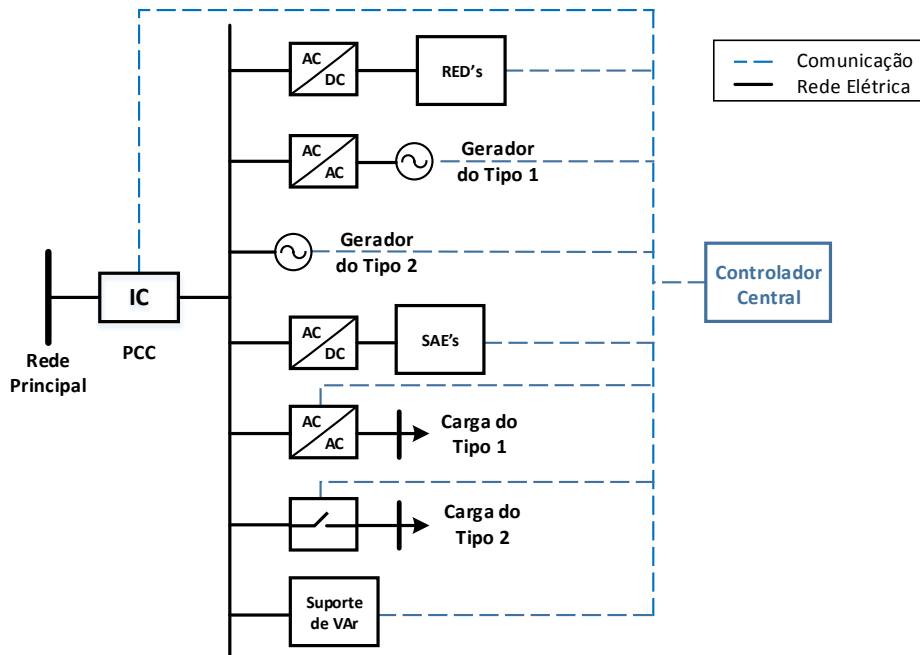 AC
DC
RED's
Comunicação
Rede Elétrica
AC
AC
Gerador
do Tipo 1
Gerador
do Tipo 2
Controlador
Central
IC
PCC
Rede
Principal
AC
DC
SAE's
AC
AC
Carga do
Tipo 1
Carga do
Tipo 2
Suporte
de VAr